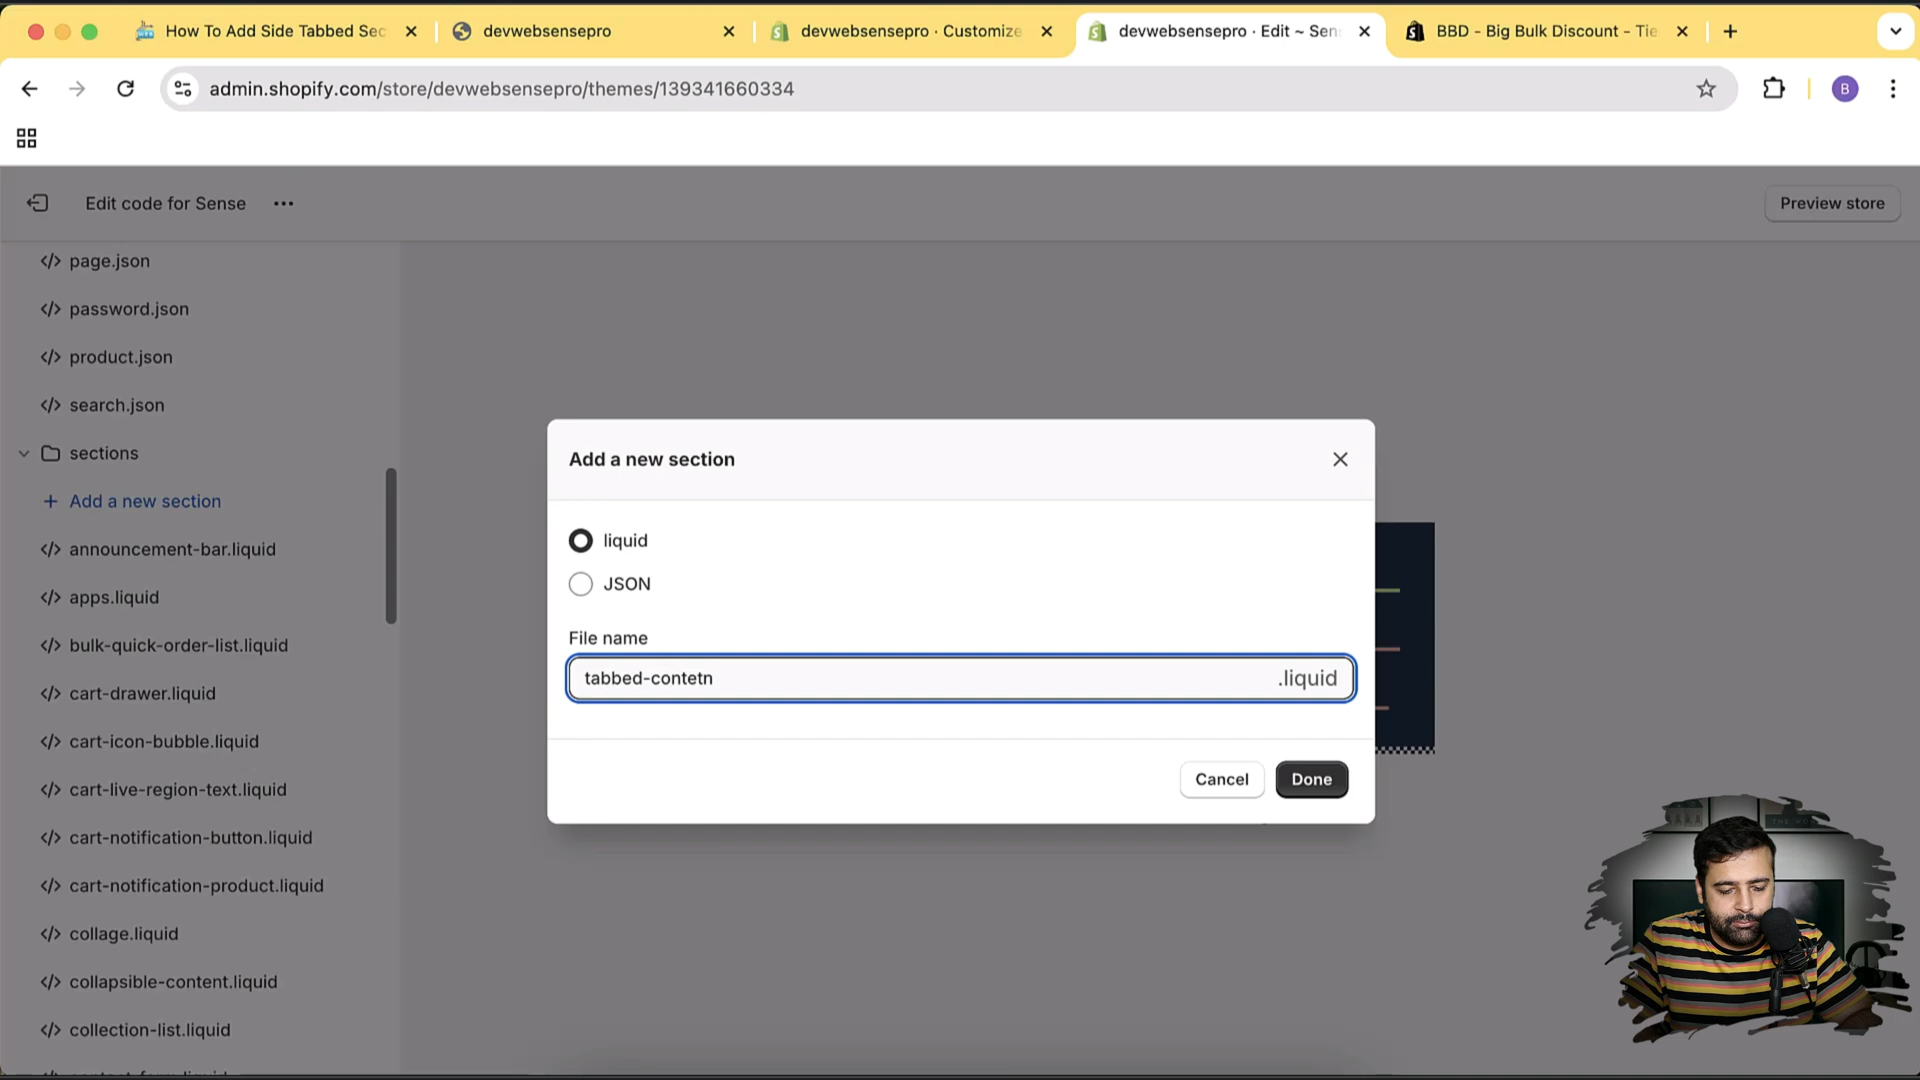 How To Add Side Tabbed Sec
devwebsensepro
devwebsensepro · Customize
devwebsensepro · Edit ~ Sen
BBD - Big Bulk Discount - Tie
admin.shopify.com/store/devwebsensepro/themes/139341660334
B
Edit code for Sense
Preview store
page.json
password.json
product.json
search.json
sections
Add a new section
announcement-bar.liquid
apps.liquid
bulk-quick-order-list.liquid
cart-drawer.liquid
cart-icon-bubble.liquid
cart-live-region-text.liquid
cart-notification-button.liquid
cart-notification-product.liquid
collage.liquid
collapsible-content.liquid
collection-list.liquid
Add a new section
liquid
JSON
File name
tabbed-contetn
.liquid
Cancel
Done